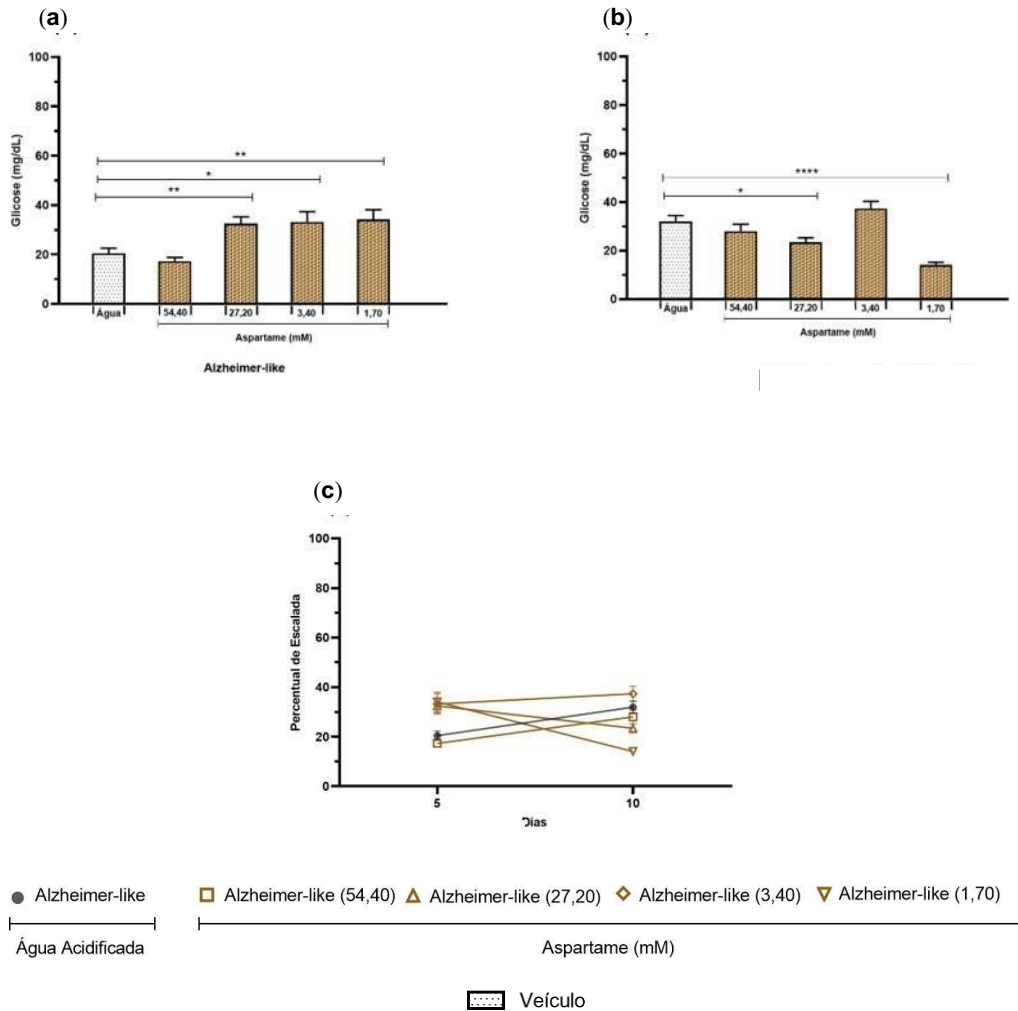 (a)
100
80
60
40
20
0
Glicose (mg/dL)
**
*
**
Água
54,40
27,20
3,40
1,70
Aspartame (mM)
Alzheimer-like
(b)
100
80
60
40
20
0
Glicose (mg/dL)
****
*
Água
54,40
27,20
3,40
1,70
Aspartame (mM)
(c)
100
80
60
40
20
0
Percentual de Escalada
5
10
Dias
Alzheimer-like
Alzheimer-like (54,40)
Alzheimer-like (27,20)
Alzheimer-like (3,40)
Alzheimer-like (1,70)
Água Acidificada
Aspartame (mM)
Veículo